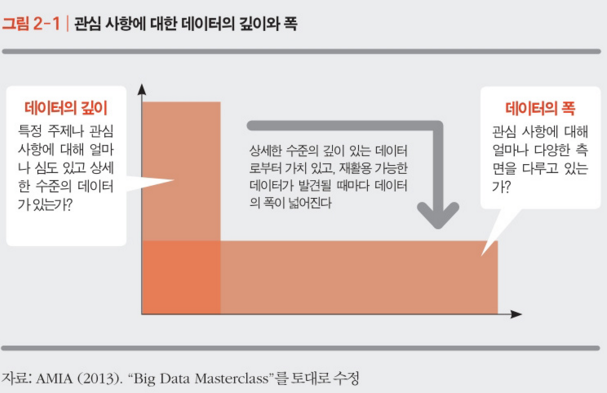 그림 2-1 | 관심 사항에 대한 데이터의 깊이와 폭
데이터의 깊이
특정 주제나 관심
사항에 대해 얼마
나 심도 있고 상세
한 수준의 데이터
가 있는가?
상세한 수준의 깊이 있는 데이터
로부터 가치 있고, 재활용 가능한
데이터가 발견될 때마다 데이터
의 폭이 넓어진다
데이터의 폭
관심 사항에 대해
얼마나 다양한 측
면을 다루고 있는
가?
자료: AMIA (2013). “Big Data Masterclass”를 토대로 수정